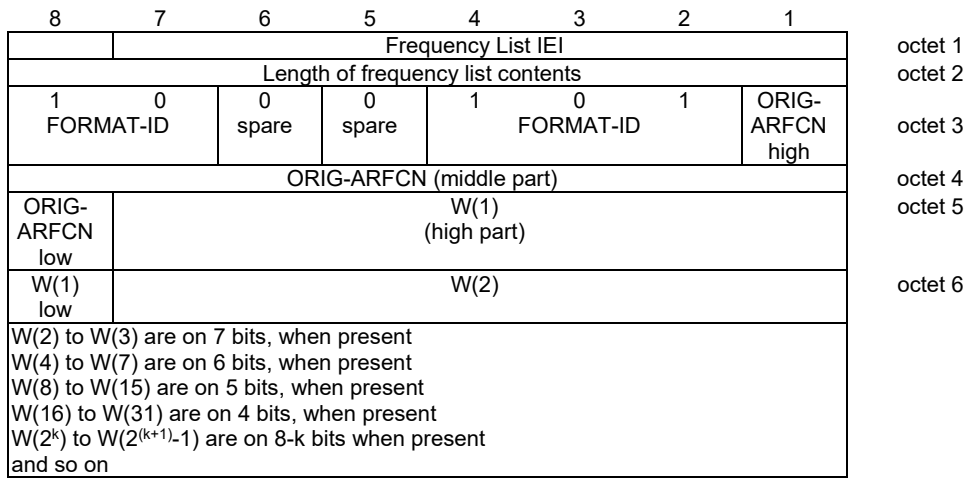 8 7 6 5 4 3 2 1
Frequency List IEI octet 1
Length of frequency list contents octet 2
1 0 0 0 1 0 1 ORIG-
FORMAT-ID spare spare FORMAT-ID ARFCN octet 3
high
ORIG-ARFCN (middle part) octet 4
ORIG- W(1) octet 5
ARFCN (high part)
low
W(1) W(2) octet 6
low
W(2) to W(3) are on 7 bits, when present
W(4) to W(7) are on 6 bits, when present
W(8) to W(15) are on 5 bits, when present
W(16) to W(31) are on 4 bits, when present
W(2^k) to W(2^(k+1)-1) are on 8-k bits when present
and so on